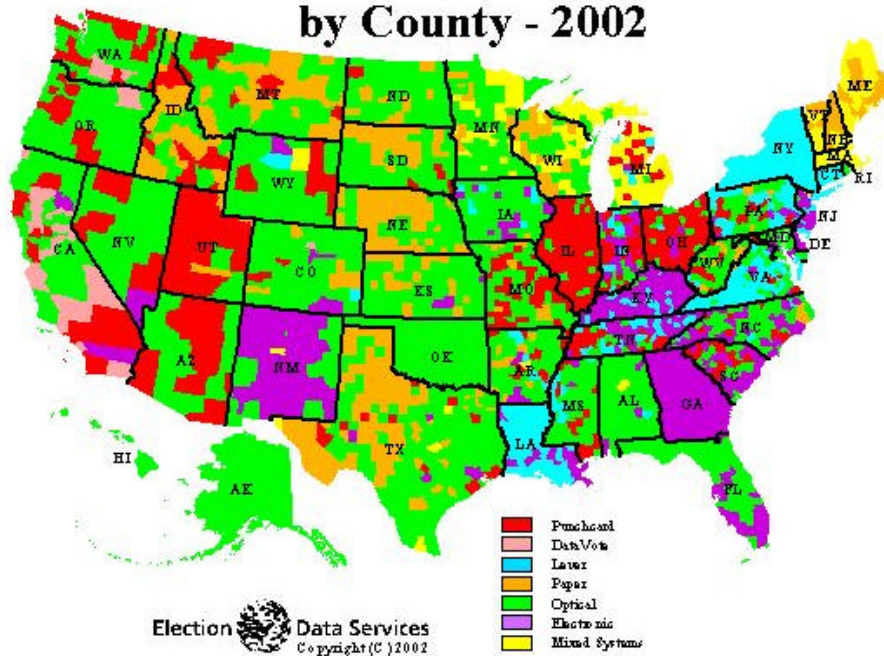 by County - 2002
WA
MT
ND
ME
ID
MN
VT
OR
NH
WI
NY
MA
SD
MI
CT
RI
WY
IA
PA
NJ
NE
NV
OH
MD
DE
UT
IL
IN
CA
CO
WV
VA
KS
MO
KY
NC
TN
OK
AZ
NM
AR
SC
MS
AL
GA
TX
LA
HI
AK
FL
Punchcard
DataVote
Lever
Paper
Optical
Electronic
Mixed Systems
Election Data Services
Copyright (C) 2002